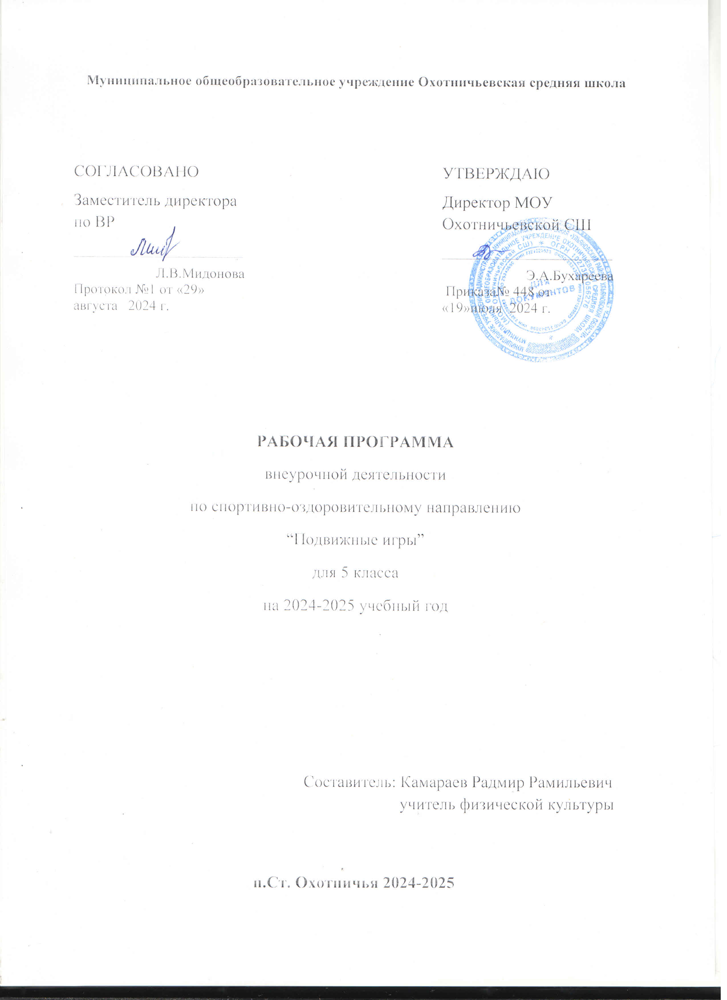 Муниципальное общеобразовательное учреждение Охотничьевская средняя школа
СОГЛАСОВАНО
Заместитель директора
по ВР
Л.В.Мидонова
Протокол №1 от «29»
августа 2024 г.
УТВЕРЖДАЮ
Директор МОУ
Охотничьевской СШ
Э.А.Бухареева
Приказа№ 448 от
«19»июля 2024 г.
ДЛЯ
ДОКУМЕНТОВ
РАБОЧАЯ ПРОГРАММА
внеурочной деятельности
по спортивно-оздоровительному направлению
“Подвижные игры”
для 5 класса
на 2024-2025 учебный год
Составитель: Камараев Радмир Рамильевич
учитель физической культуры
п.Ст. Охотничья 2024-2025